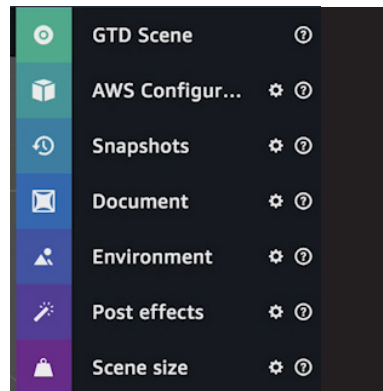 GTD Scene
AWS Configur...
Snapshots
Document
Environment
Post effects
Scene size